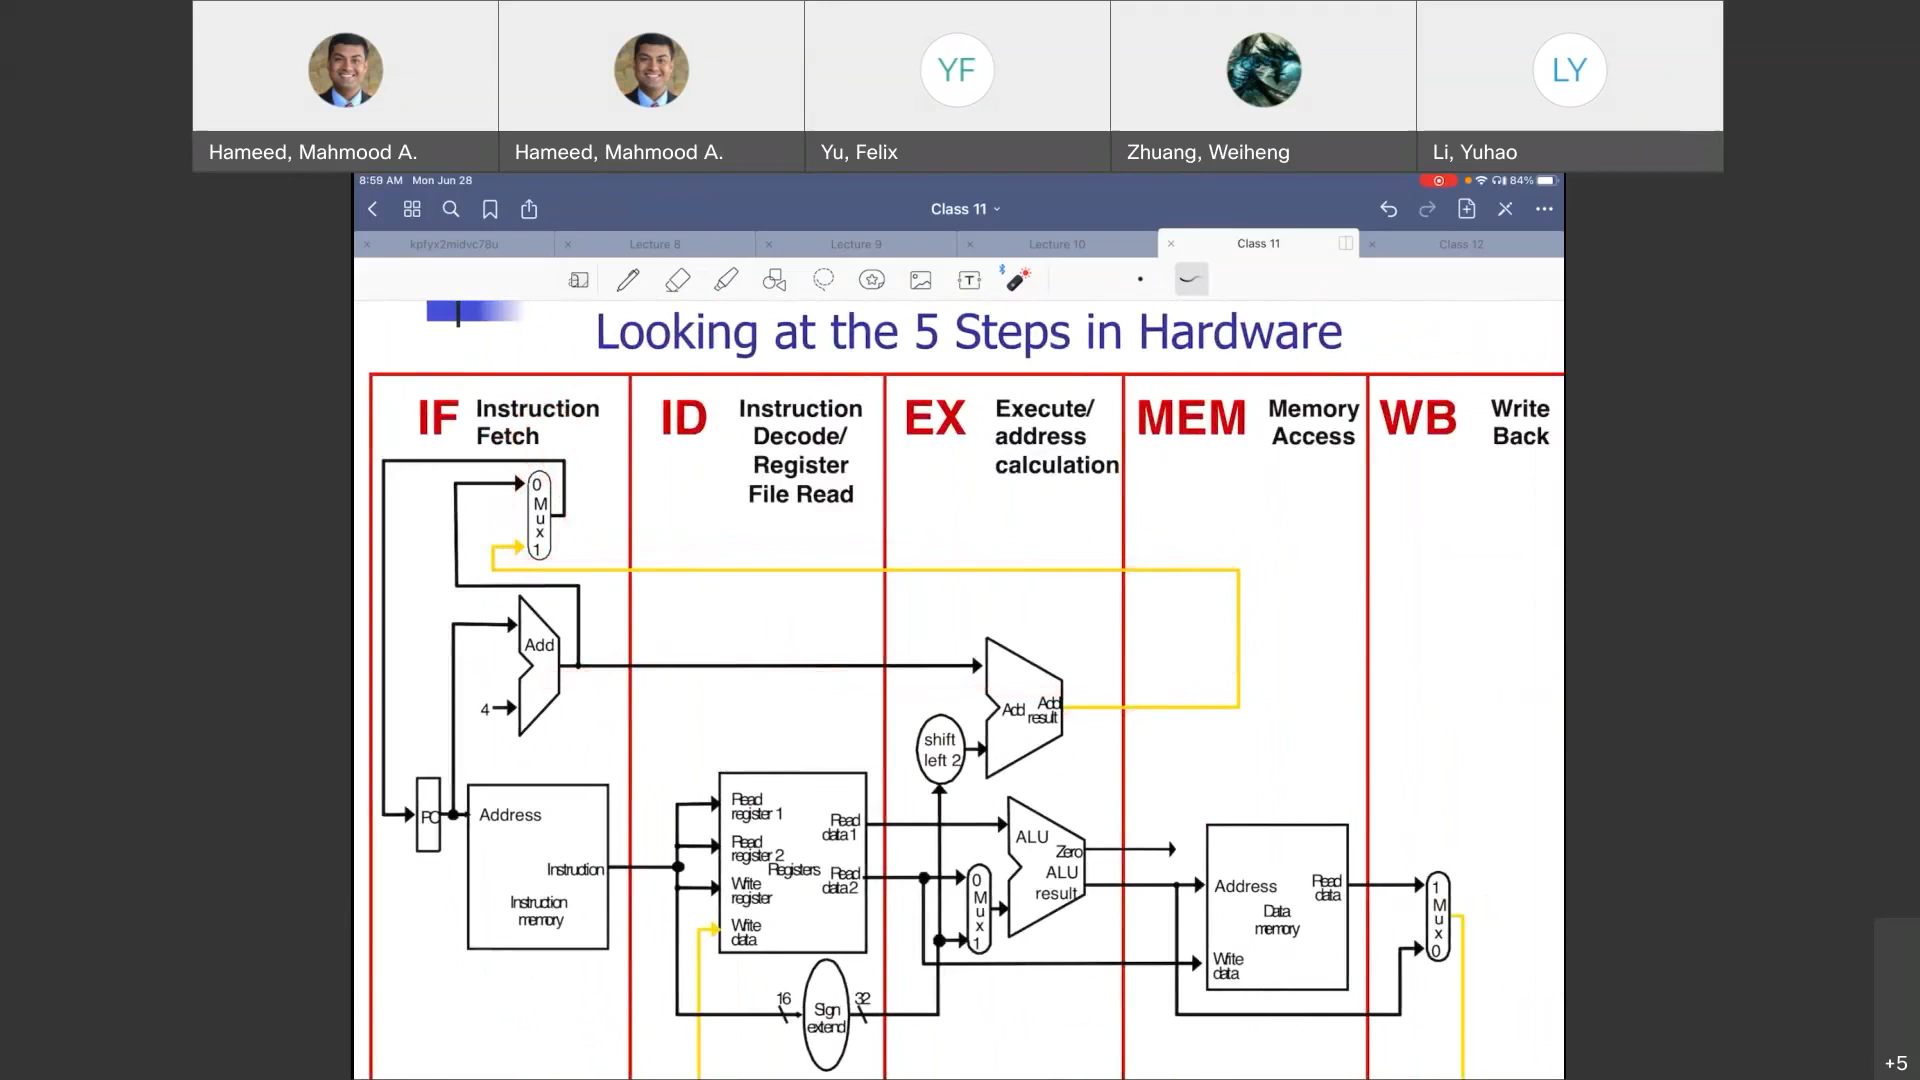 YF
LY
Hameed, Mahmood A.
Hameed, Mahmood A.
Yu, Felix
Zhuang, Weiheng
Li, Yuhao
8:59 AM Mon Jun 28
84%
Class 11
kpfyx2midvc78u
Lecture 8
Lecture 9
Lecture 10
Class 11
Class 12
T
Looking at the 5 Steps in Hardware
IF
Instruction
Fetch
ID
Instruction
Decode/
Register
File Read
EX
Execute/
address
calculation
MEM
Memory
Access
WB
Write
Back
0
M
u
x
1
Add
4
PC
Address
Instruction
Instruction
memory
Read
register 1
Read
register 2
Registers
Write
register
Write
data
Read
data 1
Read
data 2
16
Sign
extend
32
shift
left 2
Add
Add
result
0
M
u
x
1
ALU
Zero
ALU
result
Address
Read
data
Data
memory
Write
data
1
M
u
x
0
+5